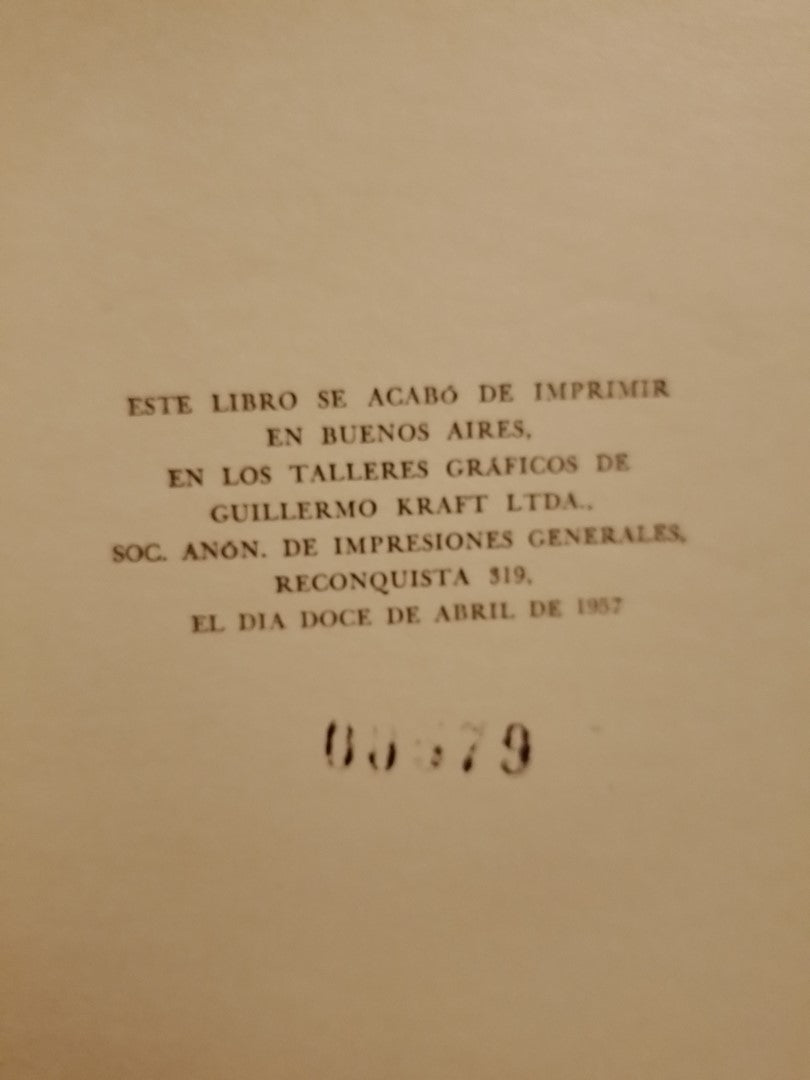 ESTE LIBRO SE ACABÓ DE IMPRIMIR
EN BUENOS AIRES,
EN LOS TALLERES GRÁFICOS DE
GUILLERMO KRAFT LTDA.,
SOC. ANÓN. DE IMPRESIONES GENERALES,
RECONQUISTA 319,
EL DIA DOCE DE ABRIL DE 1957